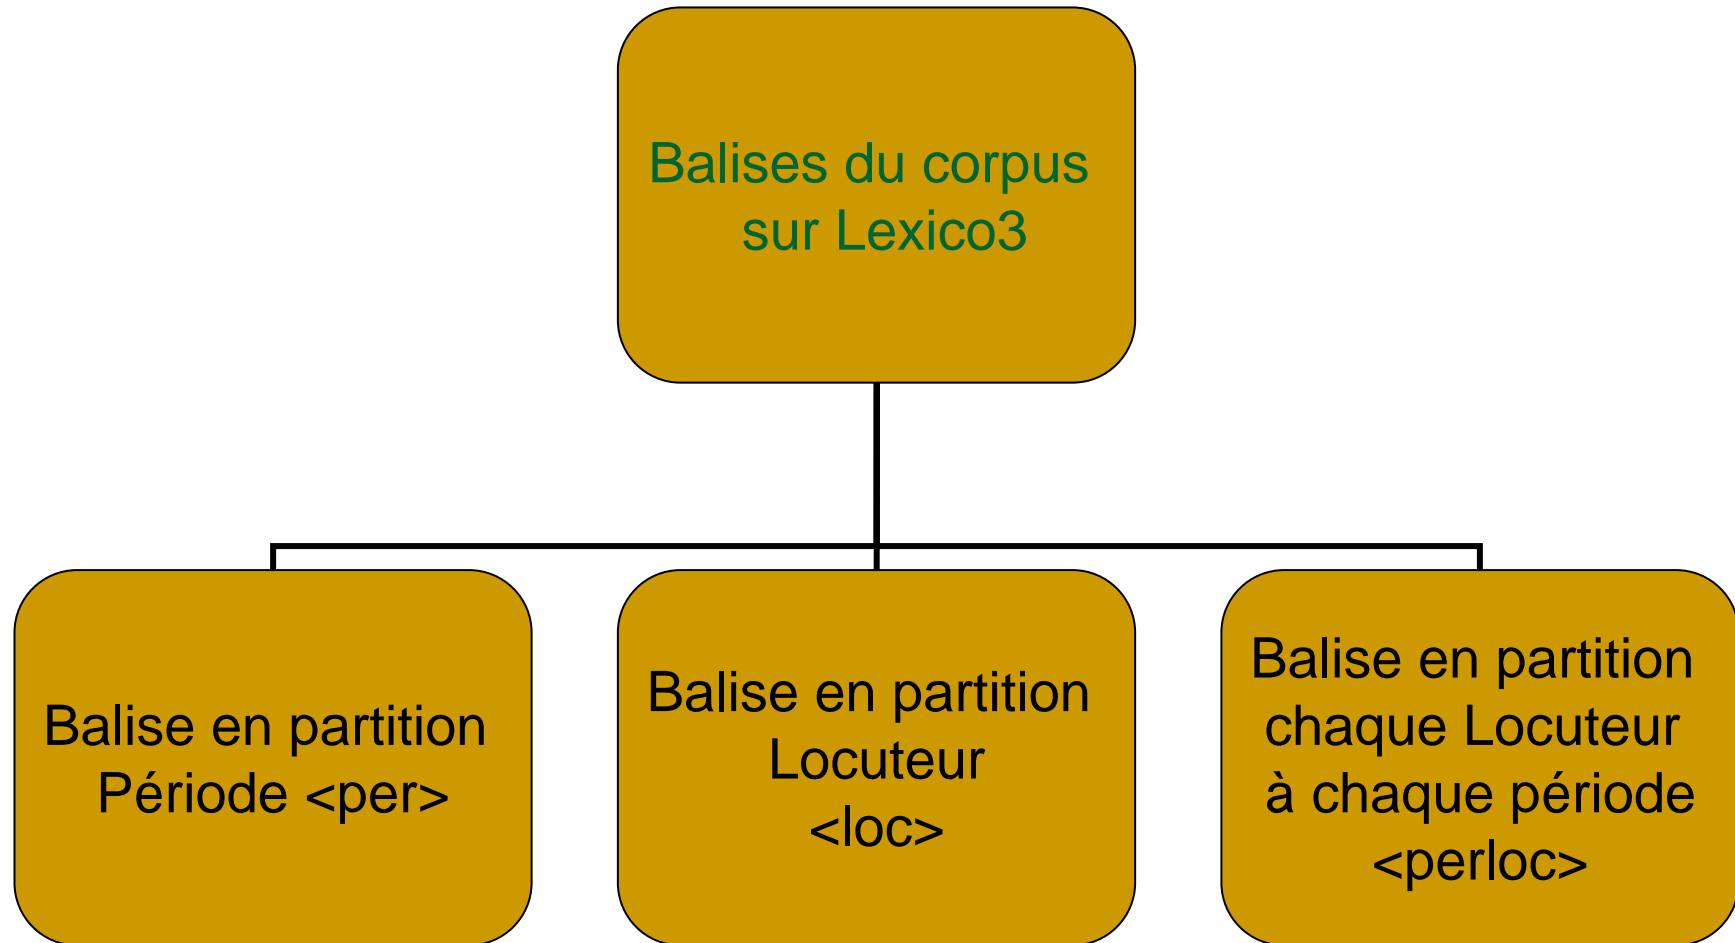 Balises du corpus
sur Lexico3
Balise en partition
Période <per>
Balise en partition
Locuteur
<loc>
Balise en partition
chaque Locuteur
à chaque période
<perloc>